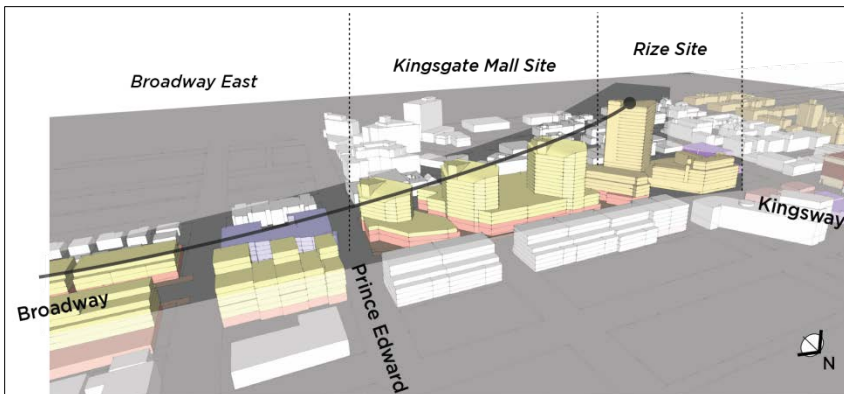 Broadway East
Kingsgate Mall Site
Rize Site
Kingsway
Broadway
Prince Edward
N